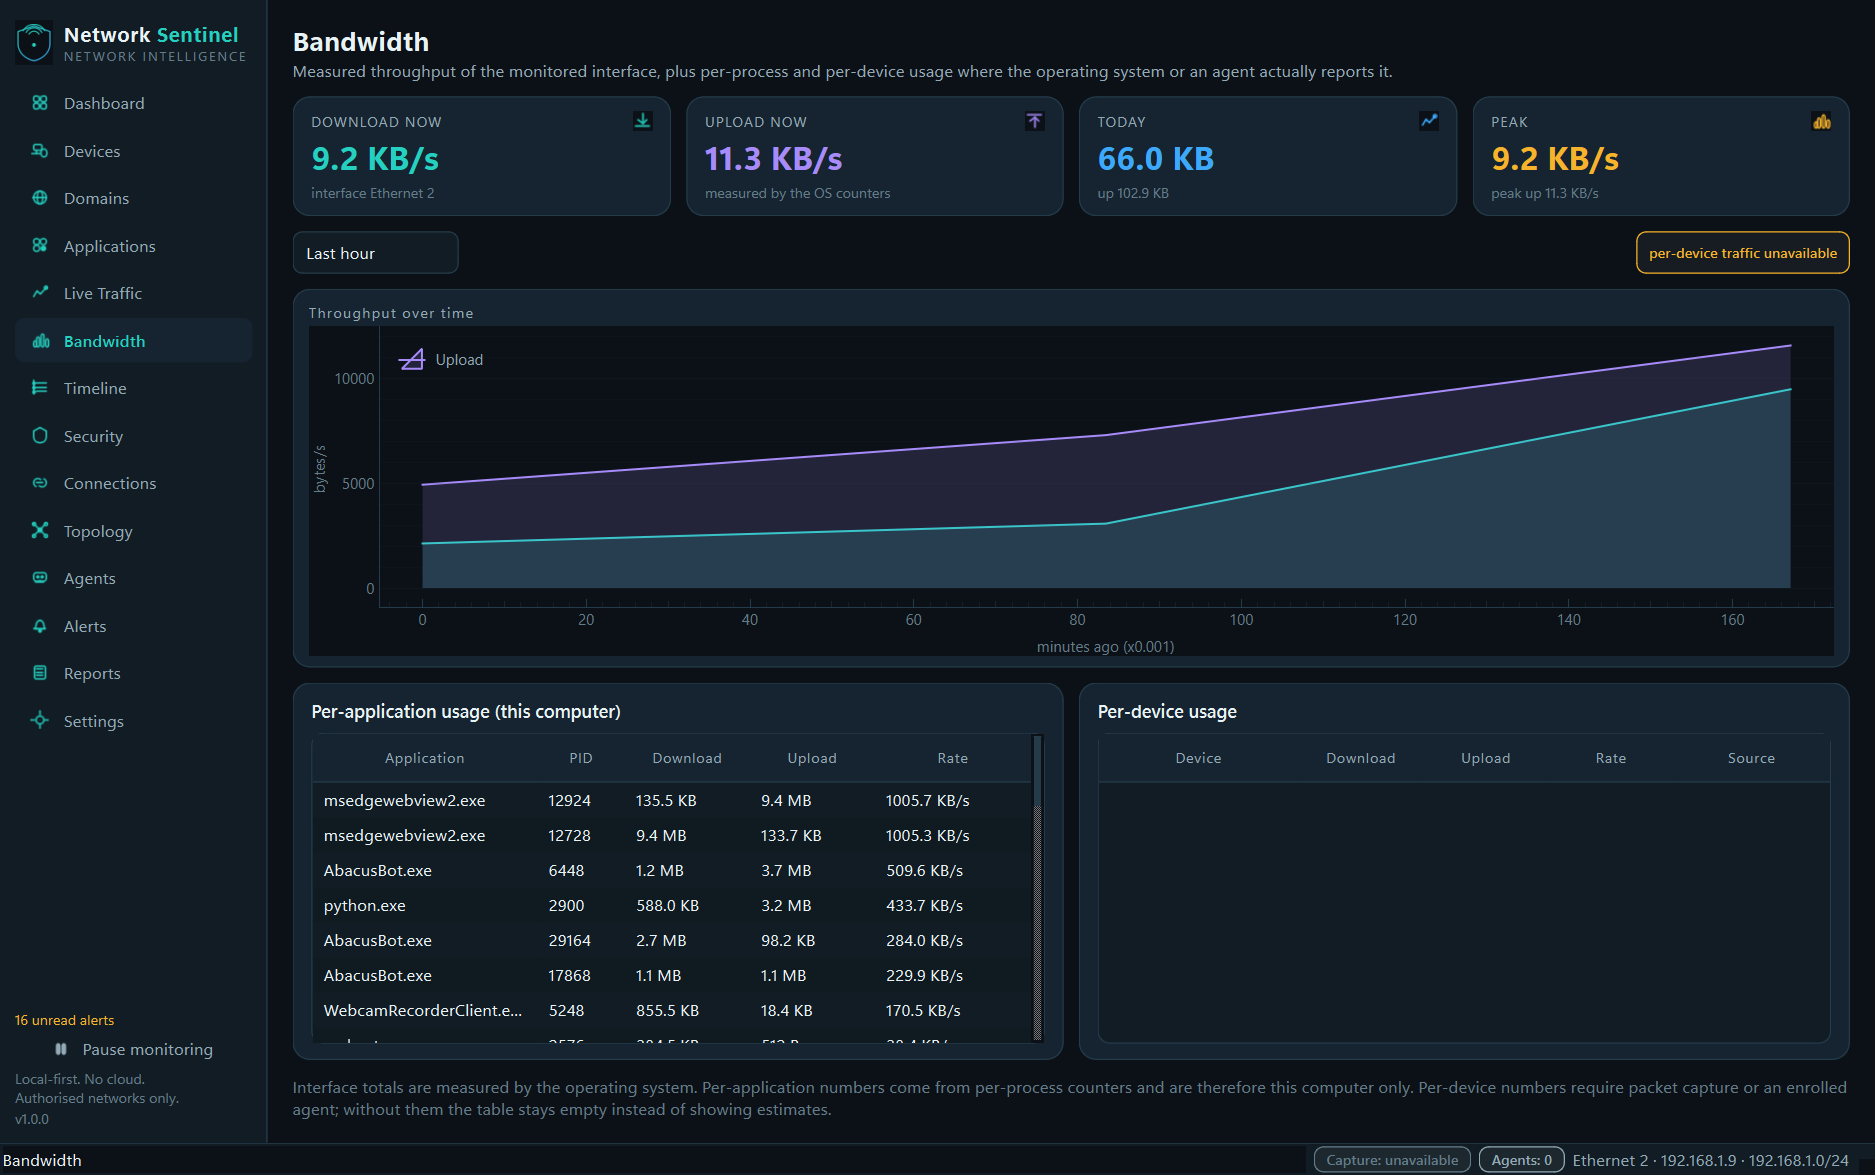 Network Sentinel
NETWORK INTELLIGENCE
Dashboard
Devices
Domains
Applications
Live Traffic
Bandwidth
Timeline
Security
Connections
Topology
Agents
Alerts
Reports
Settings
16 unread alerts
Pause monitoring
Local-first. No cloud.
Authorised networks only.
v1.0.0
Bandwidth
Measured throughput of the monitored interface, plus per-process and per-device usage where the operating system or an agent actually reports it.
DOWNLOAD NOW
9.2 KB/s
interface Ethernet 2
UPLOAD NOW
11.3 KB/s
measured by the OS counters
TODAY
66.0 KB
up 102.9 KB
PEAK
9.2 KB/s
peak up 11.3 KB/s
Last hour
per-device traffic unavailable
Throughput over time
Upload
10000
5000
0
bytes/s
0 20 40 60 80 100 120 140 160
minutes ago (x0.001)
Per-application usage (this computer)
Application PID Download Upload Rate
msedgewebview2.exe 12924 135.5 KB 9.4 MB 1005.7 KB/s
msedgewebview2.exe 12728 9.4 MB 133.7 KB 1005.3 KB/s
AbacusBot.exe 6448 1.2 MB 3.7 MB 509.6 KB/s
python.exe 2900 588.0 KB 3.2 MB 433.7 KB/s
AbacusBot.exe 29164 2.7 MB 98.2 KB 284.0 KB/s
AbacusBot.exe 17868 1.1 MB 1.1 MB 229.9 KB/s
WebcamRecorderClient.e... 5248 855.5 KB 18.4 KB 170.5 KB/s
Per-device usage
Device Download Upload Rate Source
Interface totals are measured by the operating system. Per-application numbers come from per-process counters and are therefore this computer only. Per-device numbers require packet capture or an enrolled
agent; without them the table stays empty instead of showing estimates.
Bandwidth
Capture: unavailable
Agents: 0
Ethernet 2 · 192.168.1.9 · 192.168.1.0/24